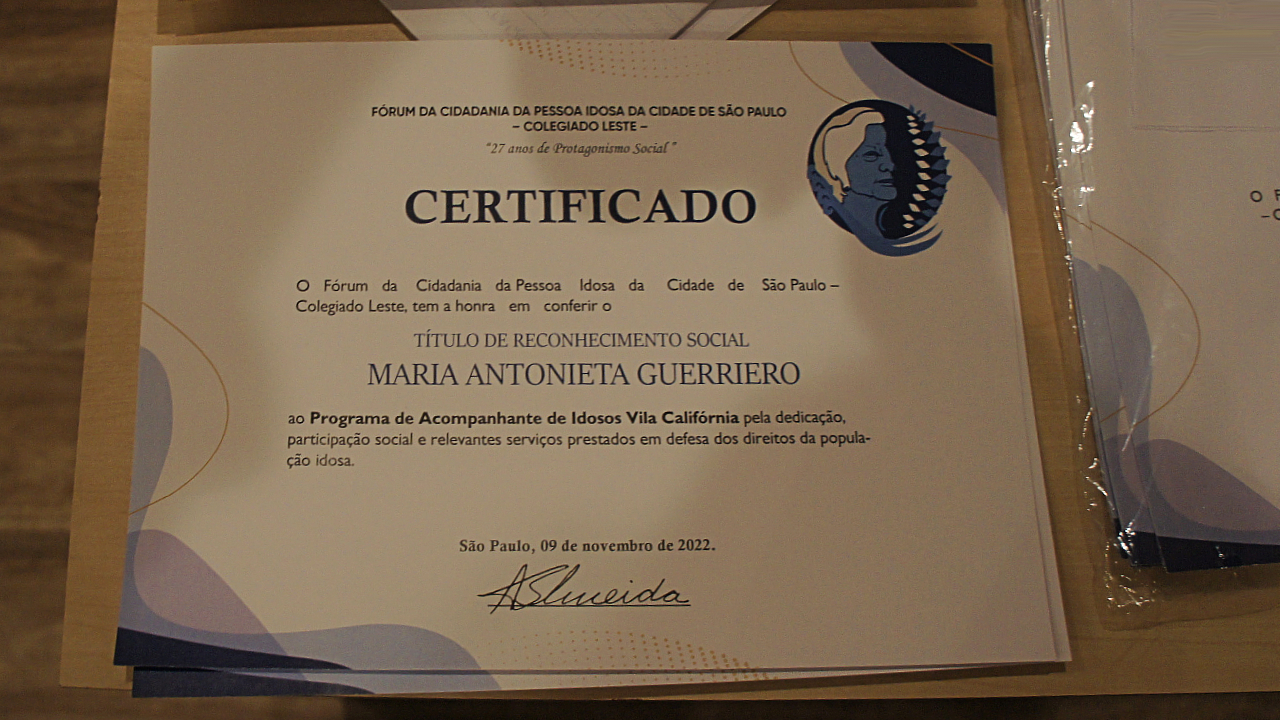 FÓRUM DA CIDADANIA DA PESSOA IDOSA DA CIDADE DE SÃO PAULO
– COLEGIADO LESTE –
“27 anos de Protagonismo Social”
CERTIFICADO
O Fórum da Cidadania da Pessoa Idosa da Cidade de São Paulo –
Colegiado Leste, tem a honra em conferir o
TÍTULO DE RECONHECIMENTO SOCIAL
MARIA ANTONIETA GUERRIERO
ao Programa de Acompanhante de Idosos Vila Califórnia pela dedicação,
participação social e relevantes serviços prestados em defesa dos direitos da popula-
ção idosa.
São Paulo, 09 de novembro de 2022.
ASlmeida
O F